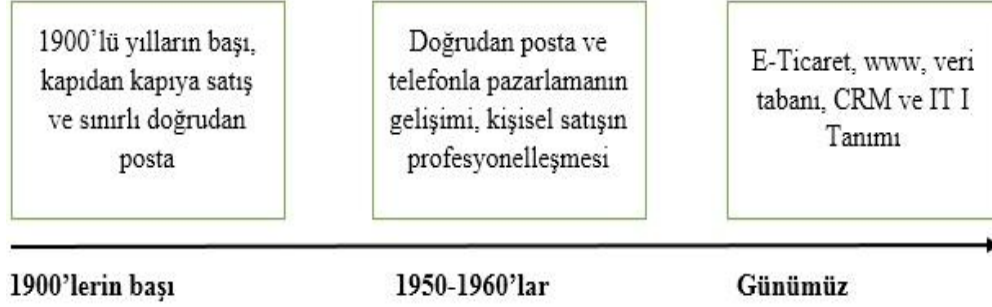 1900’lü yılların başı,
kapıdan kapıya satış
ve sınırlı doğrudan
posta
Doğrudan posta ve
telefonla pazarlamanın
gelişimi, kişisel satışın
profesyonelleşmesi
E-Ticaret, www, veri
tabanı, CRM ve IT I
Tanımı
1900’lerin başı
1950-1960’lar
Günümüz